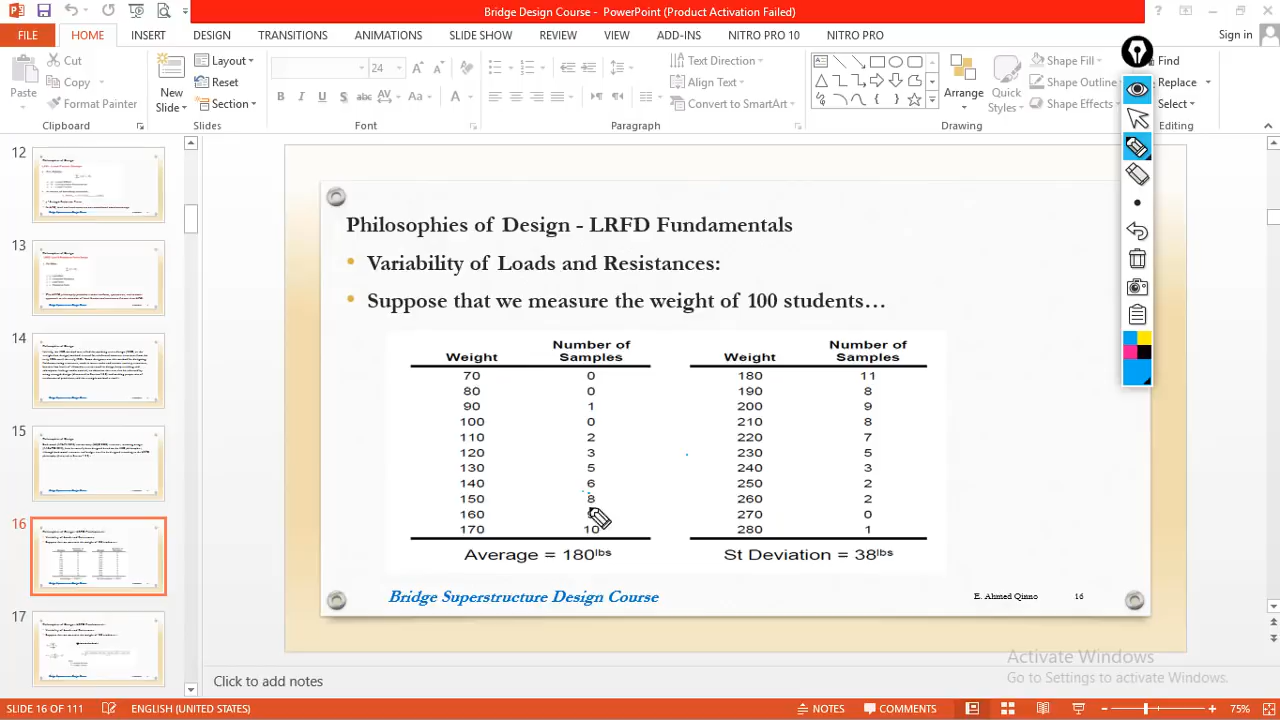 Bridge Design Course - PowerPoint (Product Activation Failed)
FILE HOME INSERT DESIGN TRANSITIONS ANIMATIONS SLIDE SHOW REVIEW VIEW ADD-INS NITRO PRO 10 NITRO PRO Sign in
Paste
Cut
Copy
Format Painter
Clipboard
New Slide
Layout
Reset
Section
Slides
24
B I U S abc AV Aa A
Font
Paragraph
Text Direction
Align Text
Convert to SmartArt
Arrange
Quick Styles
Shape Fill
Shape Outline
Shape Effects
Drawing
Find
Replace
Select
Editing
12
13
14
15
16
17
Philosophies of Design - LRFD Fundamentals
• Variability of Loads and Resistances:
• Suppose that we measure the weight of 100 students…
Weight Number of Samples Weight Number of Samples
70 0 180 11
80 0 190 8
90 1 200 9
100 0 210 8
110 2 220 7
120 3 230 5
130 5 240 3
140 6 250 2
150 8 260 2
160 270 0
170 10 280 1
Average = 180lbs St Deviation = 38lbs
Bridge Superstructure Design Course E. Ahmed Qinno 16
Activate Windows
Go to Settings to activate Windows.
Click to add notes
SLIDE 16 OF 111 ENGLISH (UNITED STATES) NOTES COMMENTS 75%